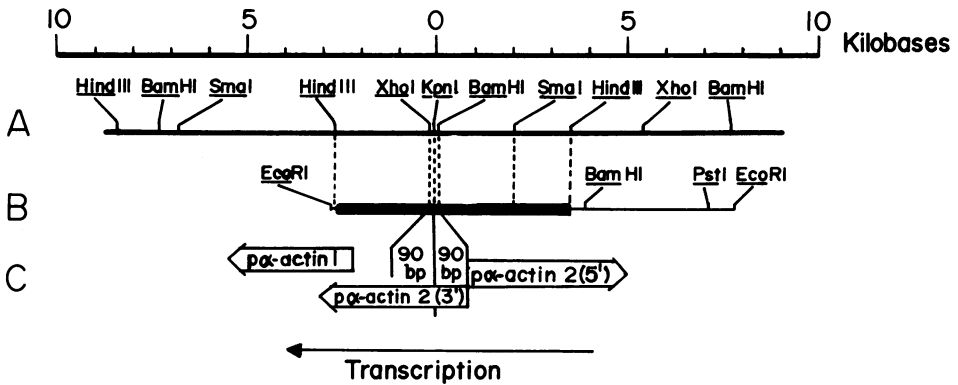 10 5 0 5 10
Kilobases
HindIII BamHI SmaI HindIII XhoI KpnI BamHI SmaI HindIII XhoI BamHI
A
EcoRI BamHI PstI EcoRI
B
C
pα-actin 1 90 bp 90 bp pα-actin 2(5')
pα-actin 2(3')
Transcription